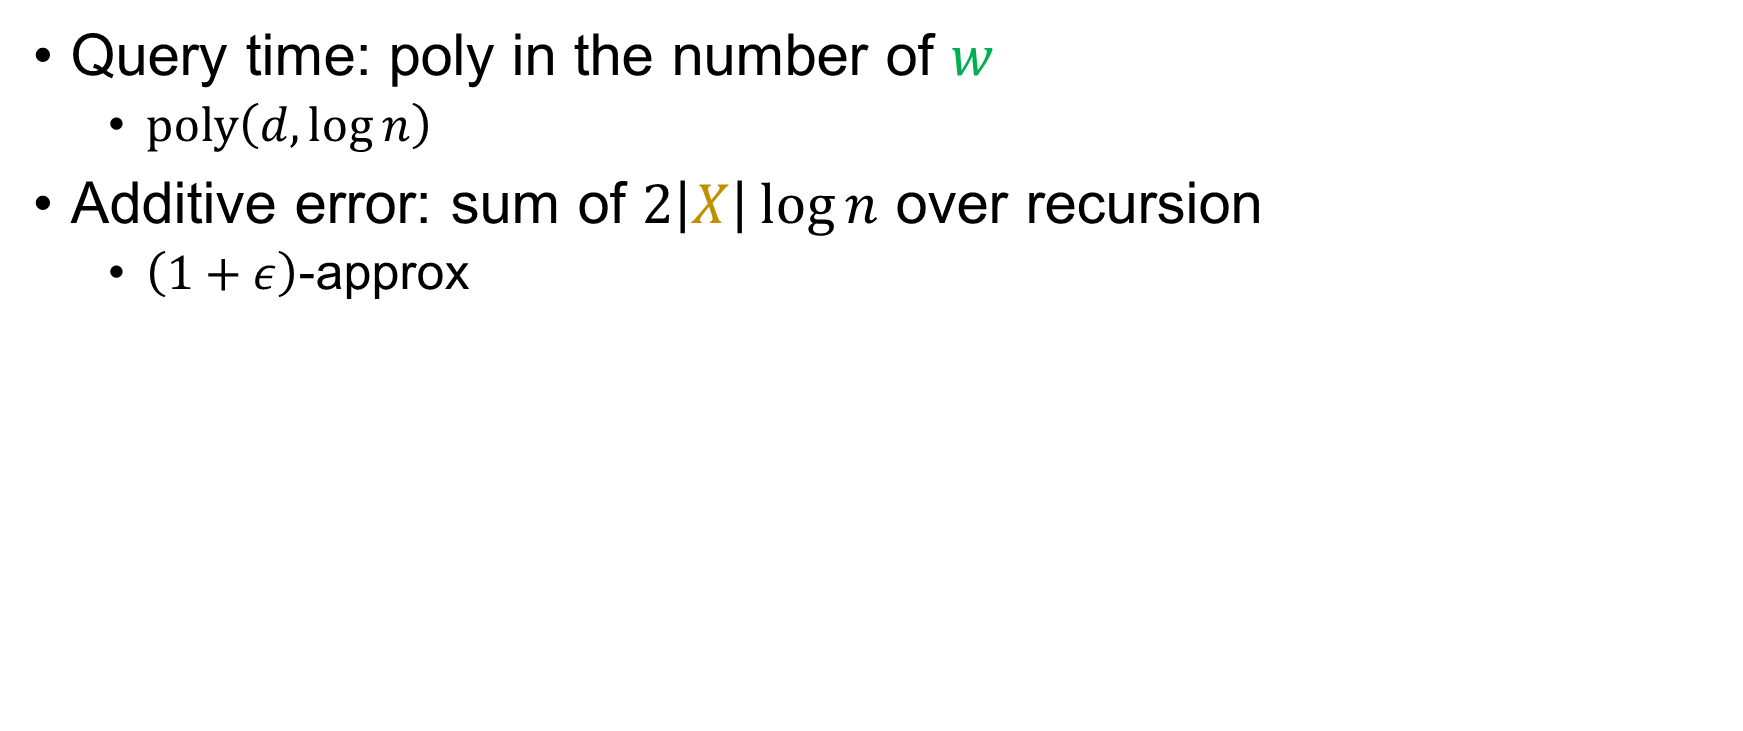 • Query time: poly in the number of w
• poly(d, log n)
• Additive error: sum of 2|X| log n over recursion
• (1 + ϵ)-approx